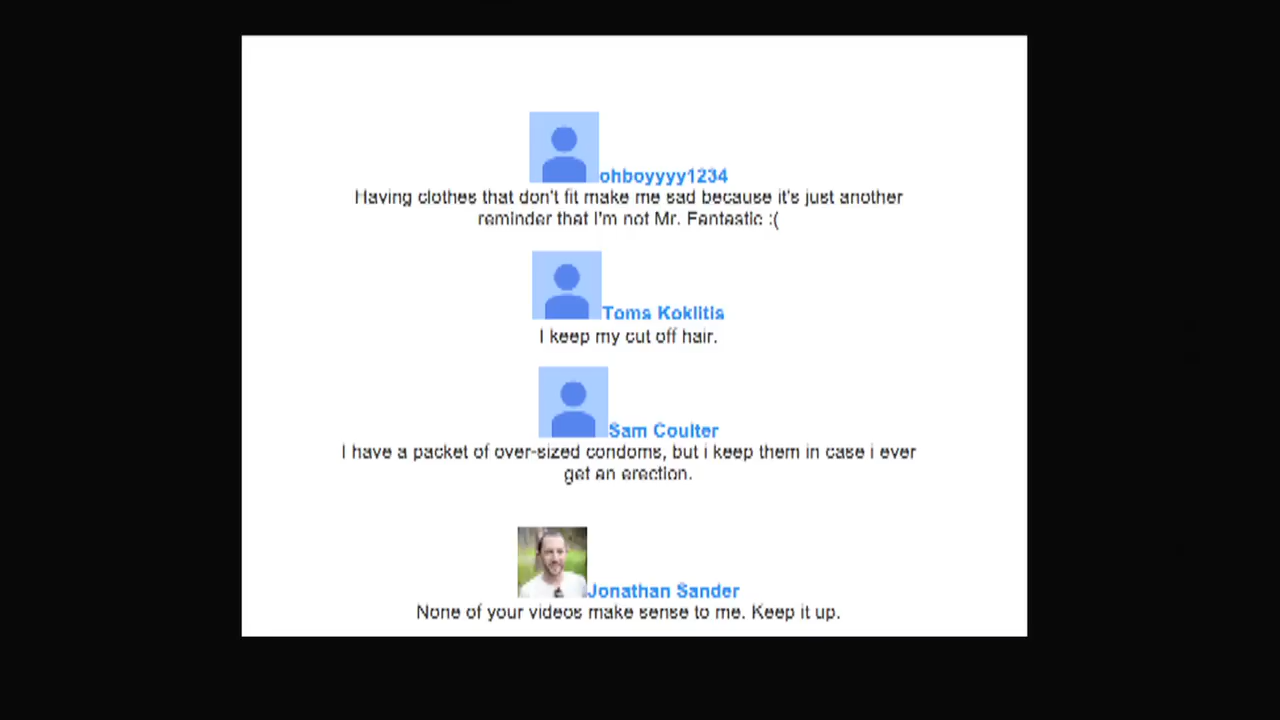 ohboyyyy1234
Having clothes that don't fit make me sad because it's just another
reminder that I'm not Mr. Fantastic :(
Toms Koklitis
I keep my cut off hair.
Sam Coulter
I have a packet of over-sized condoms, but i keep them in case i ever
get an erection.
Jonathan Sander
None of your videos make sense to me. Keep it up.